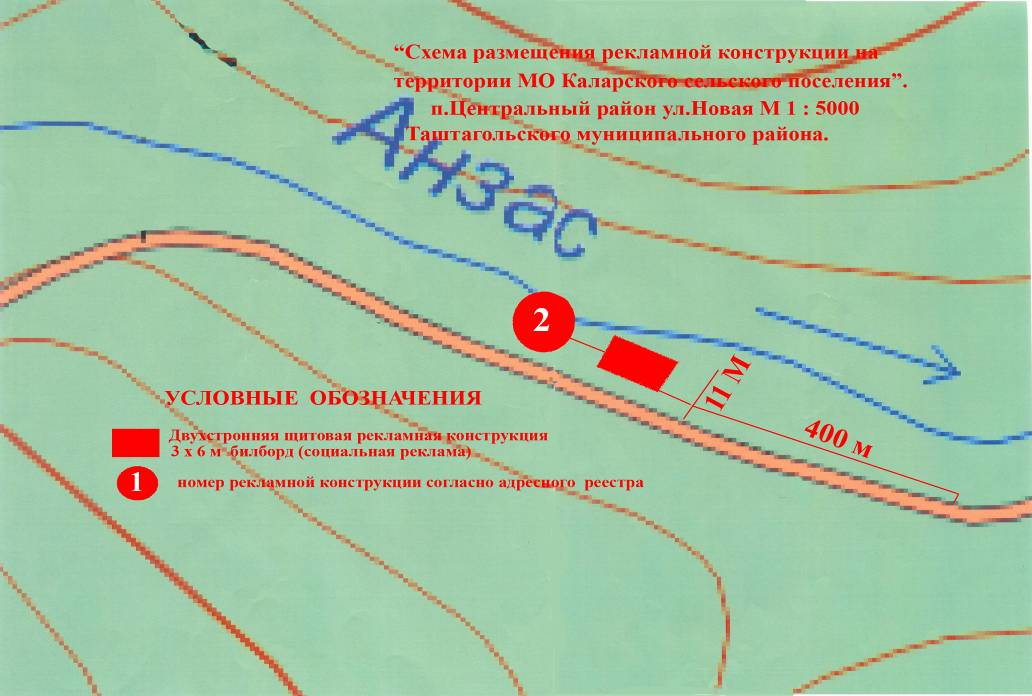 “Схема размещения рекламной конструкции на
территории МО Каларского сельского поселения”.
п.Центральный район ул.Новая М 1 : 5000
Таштагольского муниципального района.
Анзас
2
11 М
400 м
УСЛОВНЫЕ ОБОЗНАЧЕНИЯ
Двухстронняя щитовая рекламная конструкция
3 х 6 м билборд (социальная реклама)
1
номер рекламной конструкции согласно адресного реестра